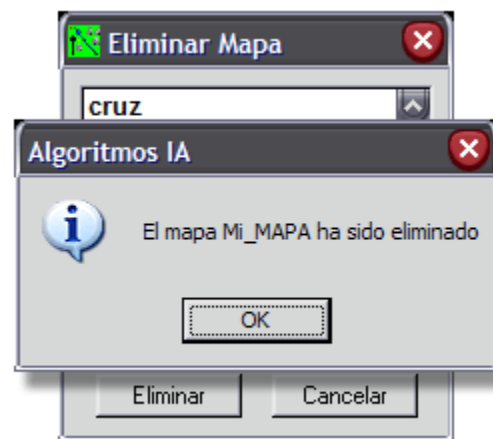 Eliminar Mapa
cruz
Algoritmos IA
El mapa Mi_MAPA ha sido eliminado
OK
Eliminar
Cancelar